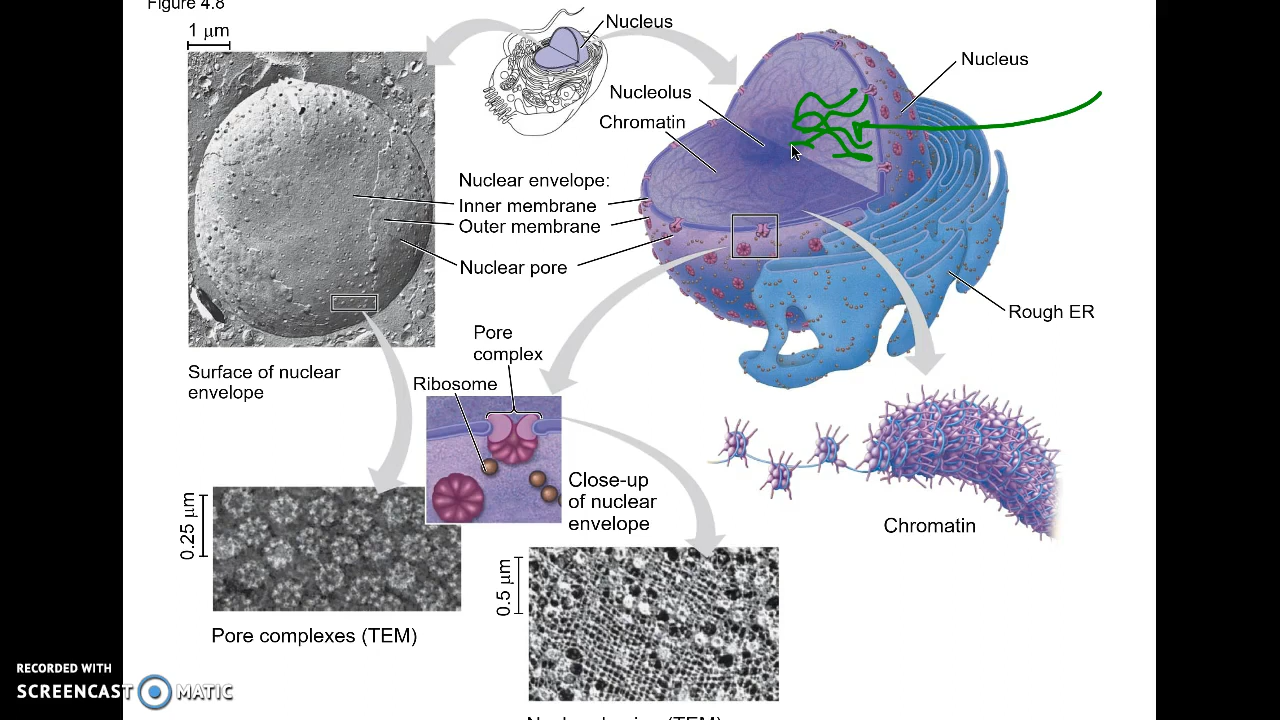 Figure 4.8
1 μm
Nucleus
Nucleus
Nucleolus
Chromatin
Nuclear envelope:
Inner membrane
Outer membrane
Nuclear pore
Rough ER
Surface of nuclear
envelope
Pore
complex
Ribosome
Close-up
of nuclear
envelope
Chromatin
0.25 μm
Pore complexes (TEM)
0.5 μm
RECORDED WITH
SCREENCAST MATIC